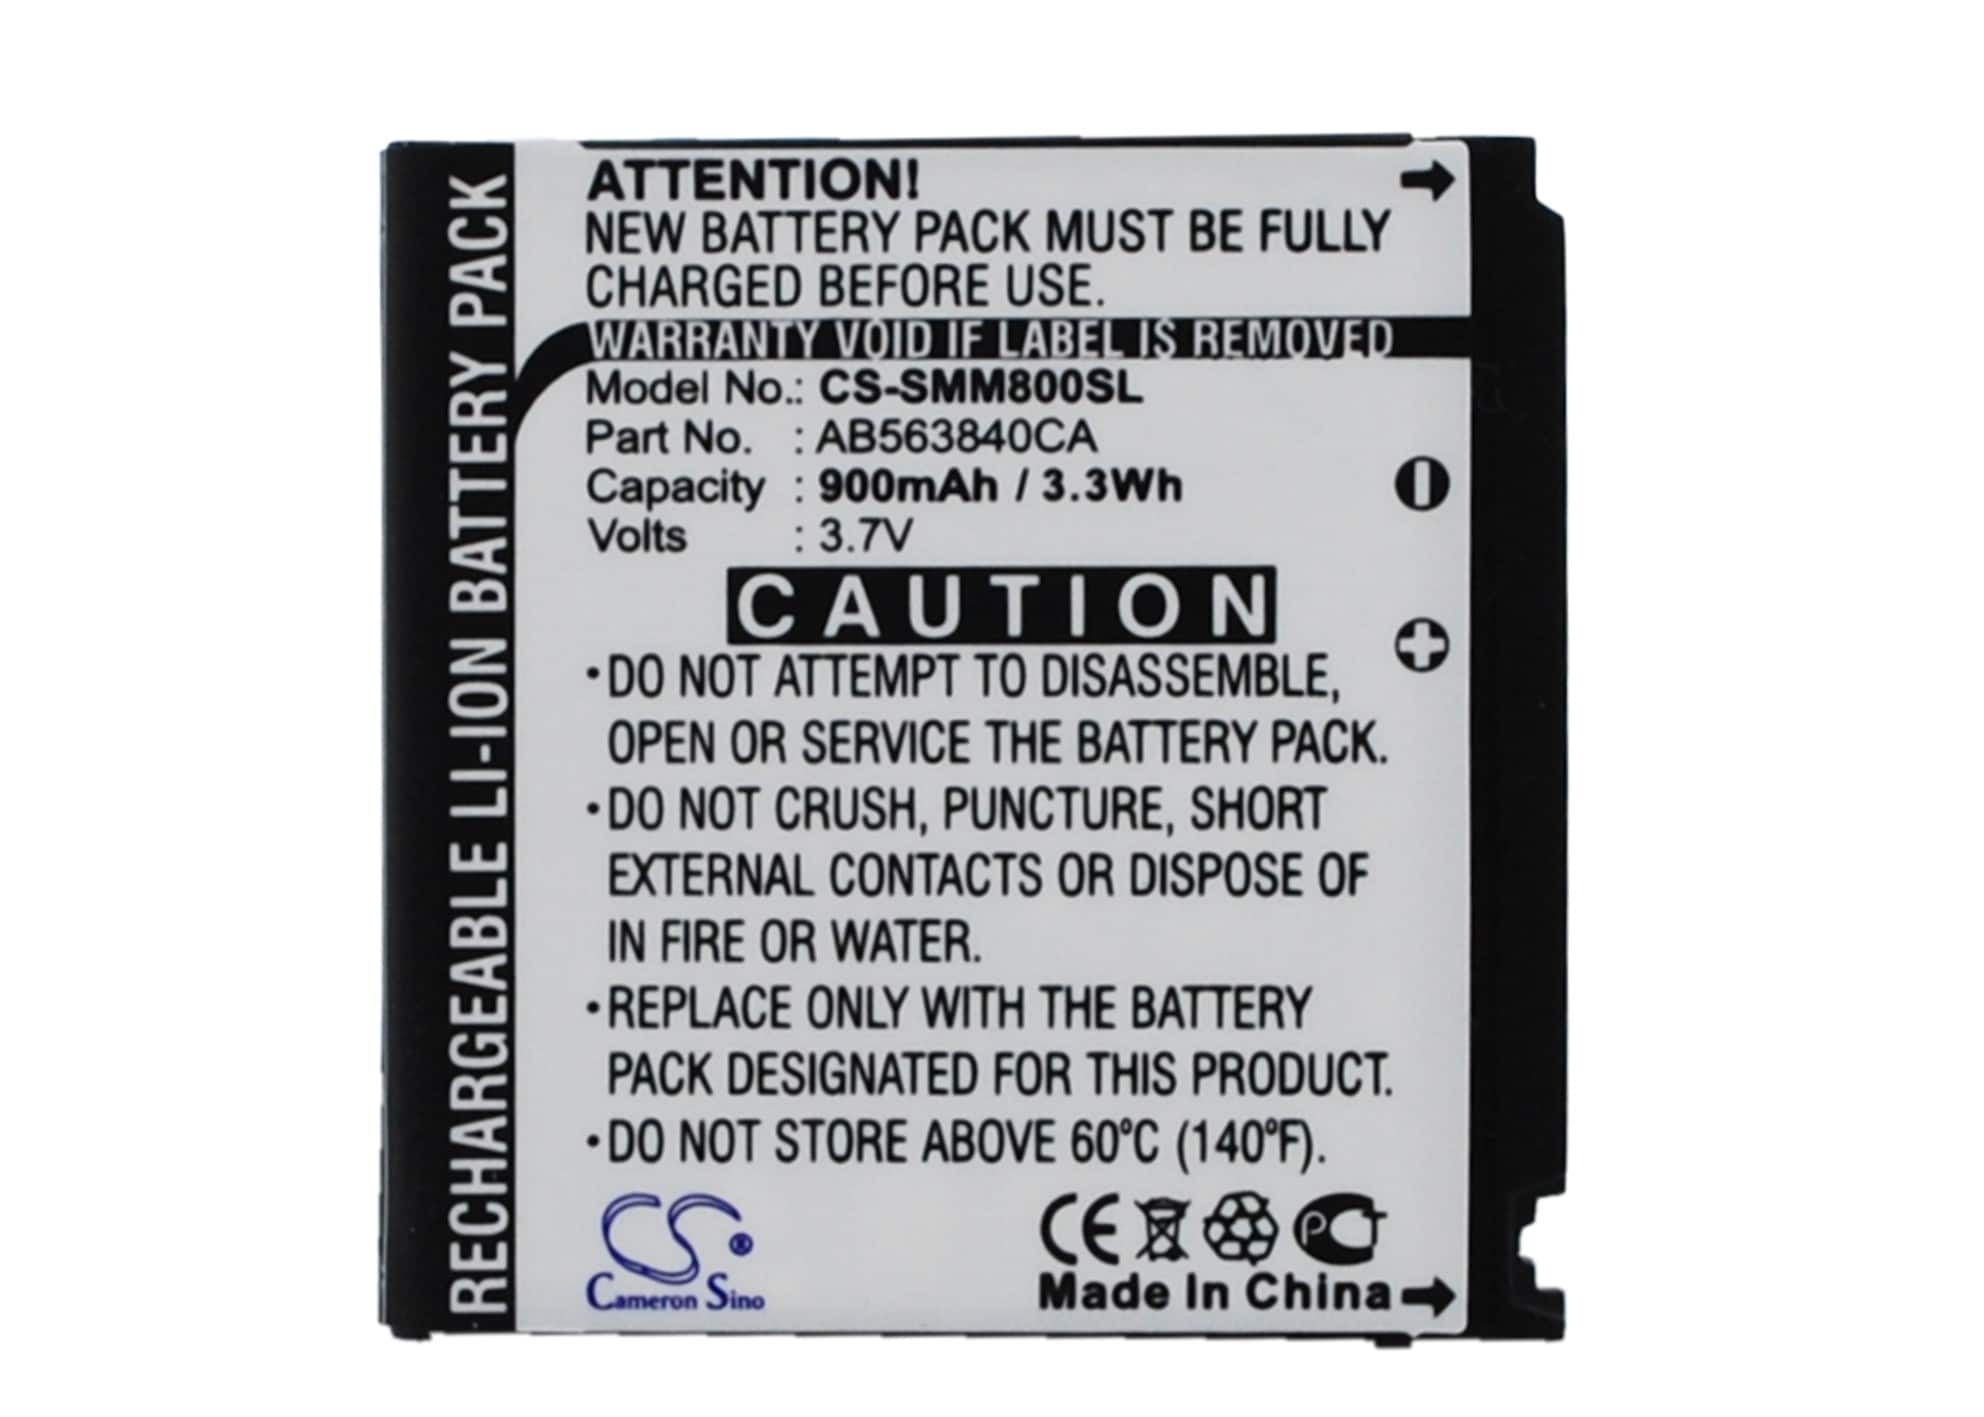 RECHARGEABLE LI-ION BATTERY PACK
ATTENTION!
NEW BATTERY PACK MUST BE FULLY
CHARGED BEFORE USE.
WARRANTY VOID IF LABEL IS REMOVED
Model No.: CS-SMM800SL
Part No. : AB563840CA
Capacity : 900mAh / 3.3Wh
Volts : 3.7V
CAUTION
•DO NOT ATTEMPT TO DISASSEMBLE,
OPEN OR SERVICE THE BATTERY PACK.
•DO NOT CRUSH, PUNCTURE, SHORT
EXTERNAL CONTACTS OR DISPOSE OF
IN FIRE OR WATER.
•REPLACE ONLY WITH THE BATTERY
PACK DESIGNATED FOR THIS PRODUCT.
•DO NOT STORE ABOVE 60°C (140°F).
CS®
Cameron Sino
CE PCT
Made In China